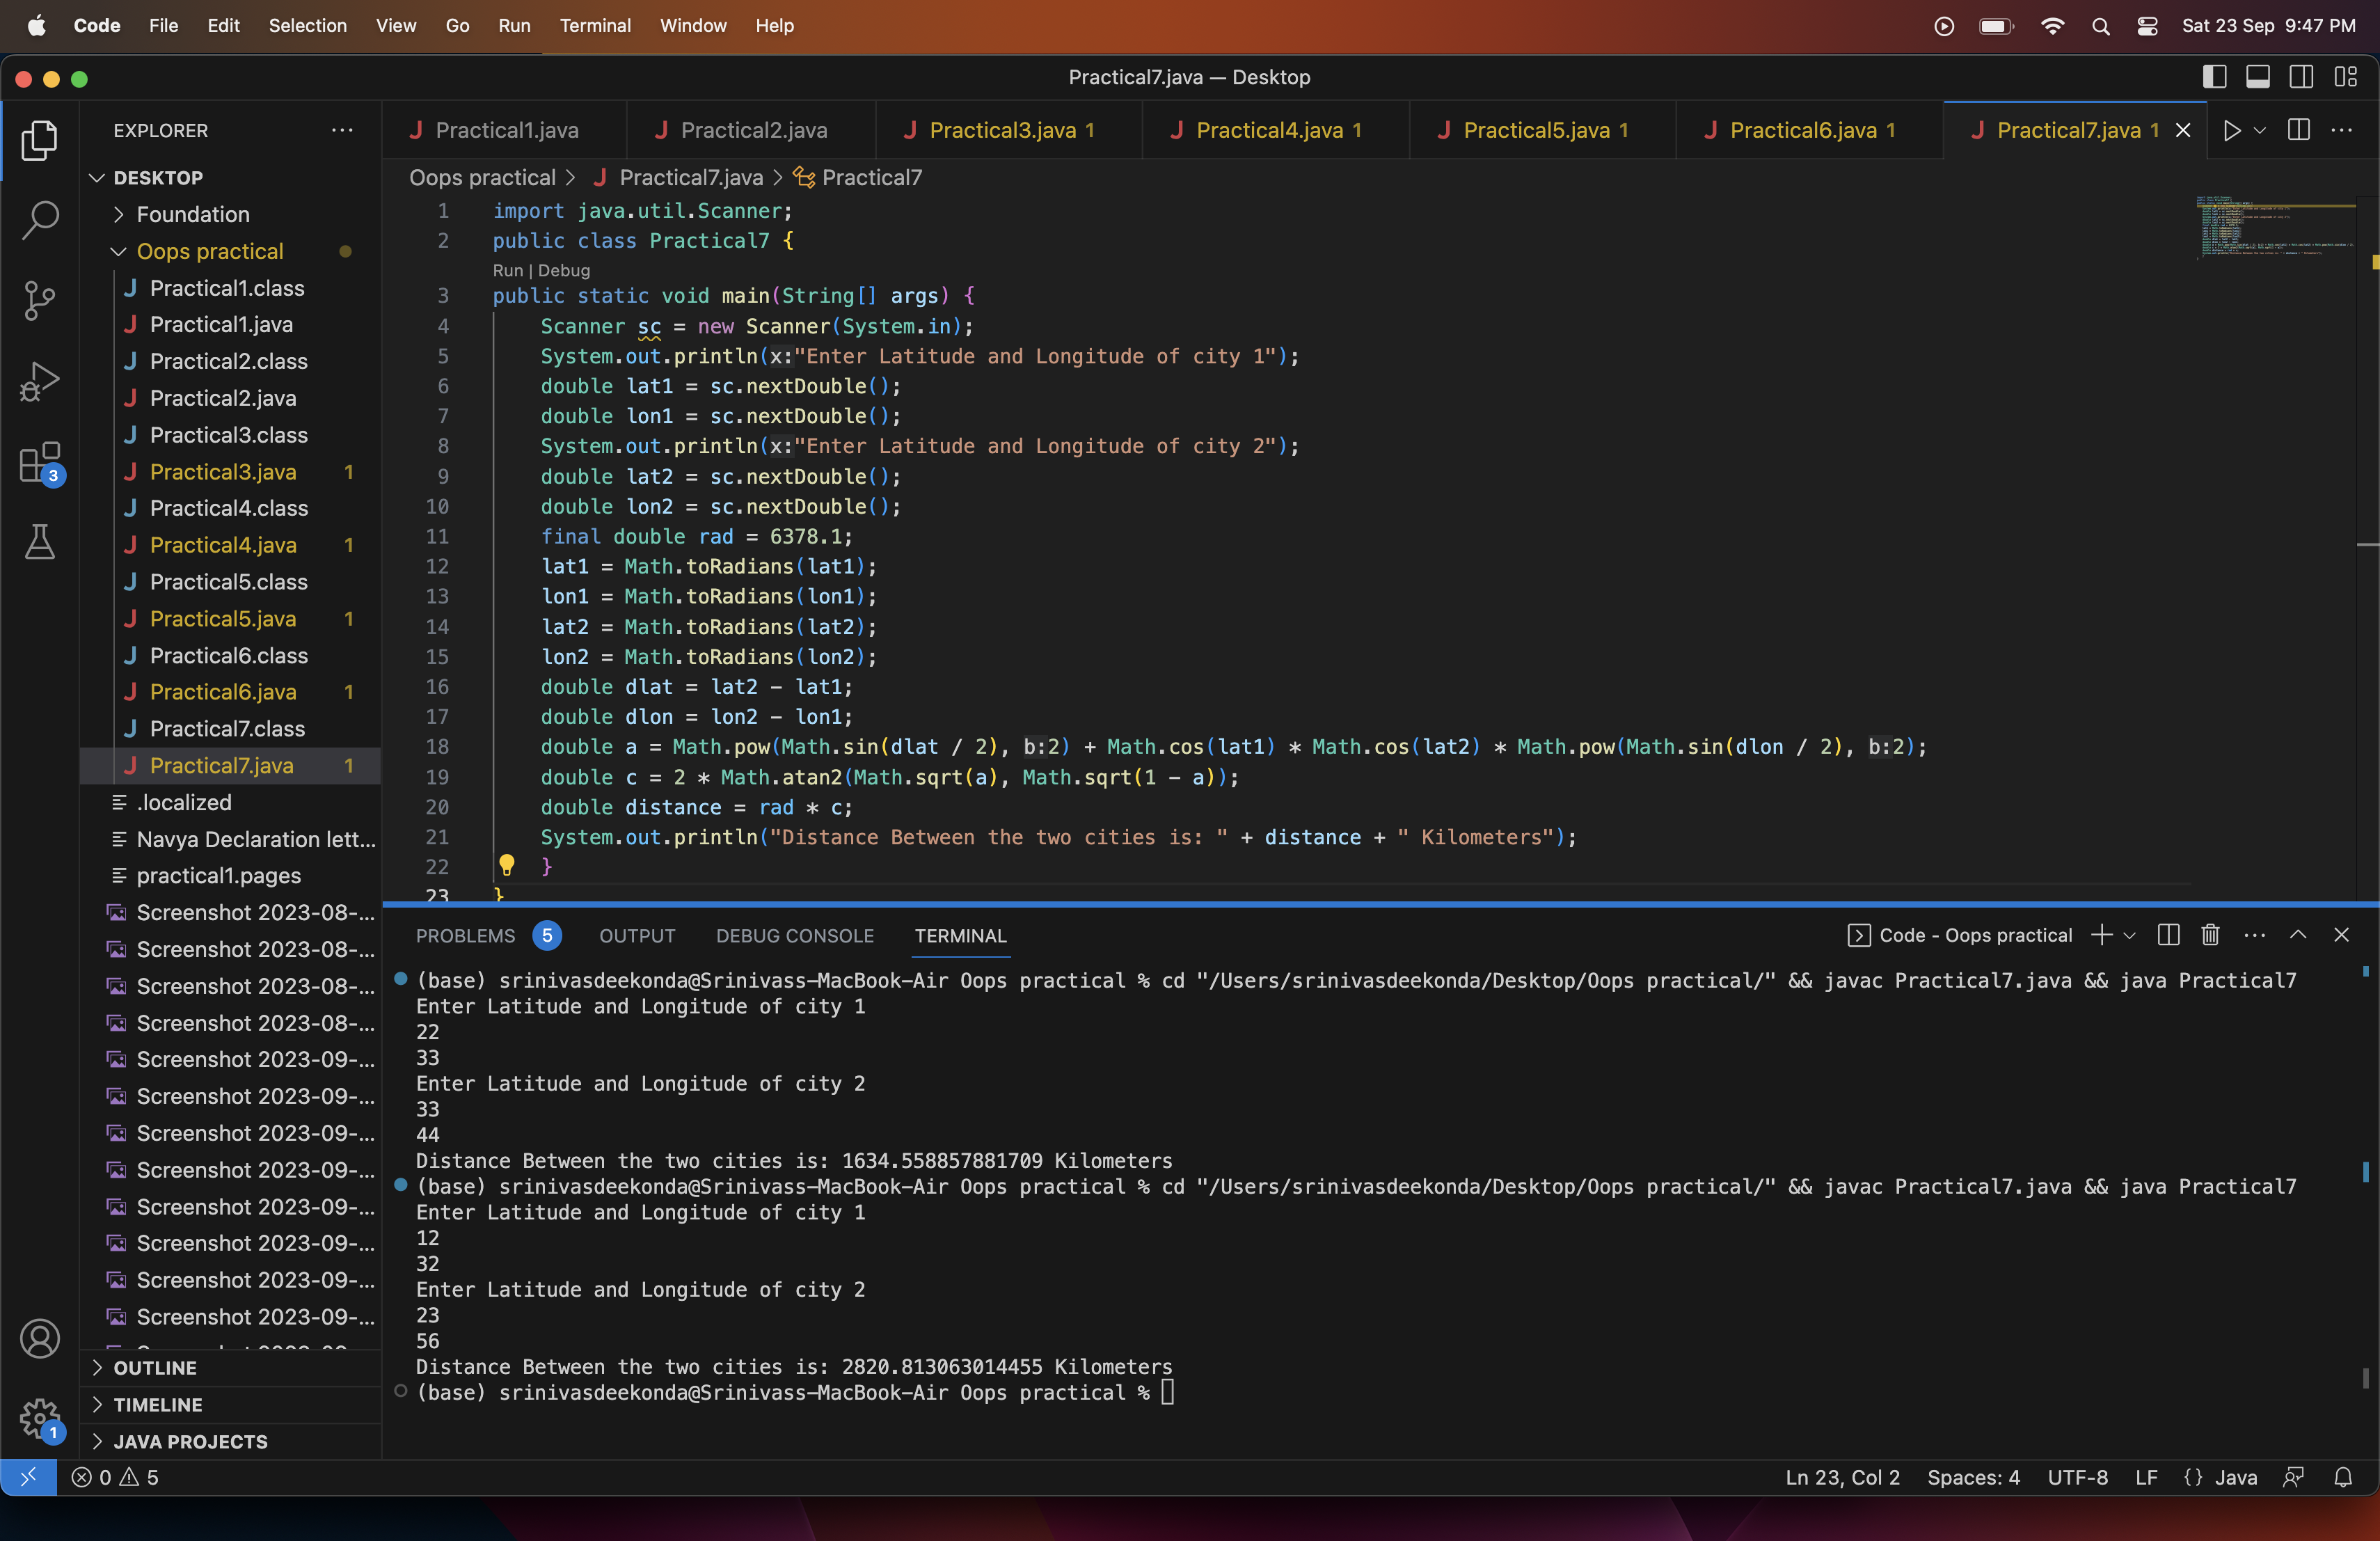 Code File Edit Selection View Go Run Terminal Window Help Sat 23 Sep 9:47 PM
Practical7.java — Desktop
EXPLORER
DESKTOP
Foundation
Oops practical
Practical1.class
Practical1.java
Practical2.class
Practical2.java
Practical3.class
Practical3.java 1
Practical4.class
Practical4.java 1
Practical5.class
Practical5.java 1
Practical6.class
Practical6.java 1
Practical7.class
Practical7.java 1
.localized
Navya Declaration lett...
practical1.pages
Screenshot 2023-08-...
Screenshot 2023-08-...
Screenshot 2023-08-...
Screenshot 2023-08-...
Screenshot 2023-09-...
Screenshot 2023-09-...
Screenshot 2023-09-...
Screenshot 2023-09-...
Screenshot 2023-09-...
Screenshot 2023-09-...
Screenshot 2023-09-...
Screenshot 2023-09-...
OUTLINE
TIMELINE
JAVA PROJECTS
3
1
Practical1.java Practical2.java Practical3.java 1 Practical4.java 1 Practical5.java 1 Practical6.java 1 Practical7.java 1
Oops practical > Practical7.java > Practical7
1 import java.util.Scanner;
2 public class Practical7 {
Run | Debug
3 public static void main(String[] args) {
4 Scanner sc = new Scanner(System.in);
5 System.out.println(x:"Enter Latitude and Longitude of city 1");
6 double lat1 = sc.nextDouble();
7 double lon1 = sc.nextDouble();
8 System.out.println(x:"Enter Latitude and Longitude of city 2");
9 double lat2 = sc.nextDouble();
10 double lon2 = sc.nextDouble();
11 final double rad = 6378.1;
12 lat1 = Math.toRadians(lat1);
13 lon1 = Math.toRadians(lon1);
14 lat2 = Math.toRadians(lat2);
15 lon2 = Math.toRadians(lon2);
16 double dlat = lat2 - lat1;
17 double dlon = lon2 - lon1;
18 double a = Math.pow(Math.sin(dlat / 2), b:2) + Math.cos(lat1) * Math.cos(lat2) * Math.pow(Math.sin(dlon / 2), b:2);
19 double c = 2 * Math.atan2(Math.sqrt(a), Math.sqrt(1 - a));
20 double distance = rad * c;
21 System.out.println("Distance Between the two cities is: " + distance + " Kilometers");
22 }
23 }
PROBLEMS 5 OUTPUT DEBUG CONSOLE TERMINAL Code - Oops practical
(base) srinivasdeekonda@Srinivass-MacBook-Air Oops practical % cd "/Users/srinivasdeekonda/Desktop/Oops practical/" && javac Practical7.java && java Practical7
Enter Latitude and Longitude of city 1
22
33
Enter Latitude and Longitude of city 2
33
44
Distance Between the two cities is: 1634.558857881709 Kilometers
(base) srinivasdeekonda@Srinivass-MacBook-Air Oops practical % cd "/Users/srinivasdeekonda/Desktop/Oops practical/" && javac Practical7.java && java Practical7
Enter Latitude and Longitude of city 1
12
32
Enter Latitude and Longitude of city 2
23
56
Distance Between the two cities is: 2820.813063014455 Kilometers
(base) srinivasdeekonda@Srinivass-MacBook-Air Oops practical %
0 5 Ln 23, Col 2 Spaces: 4 UTF-8 LF {} Java